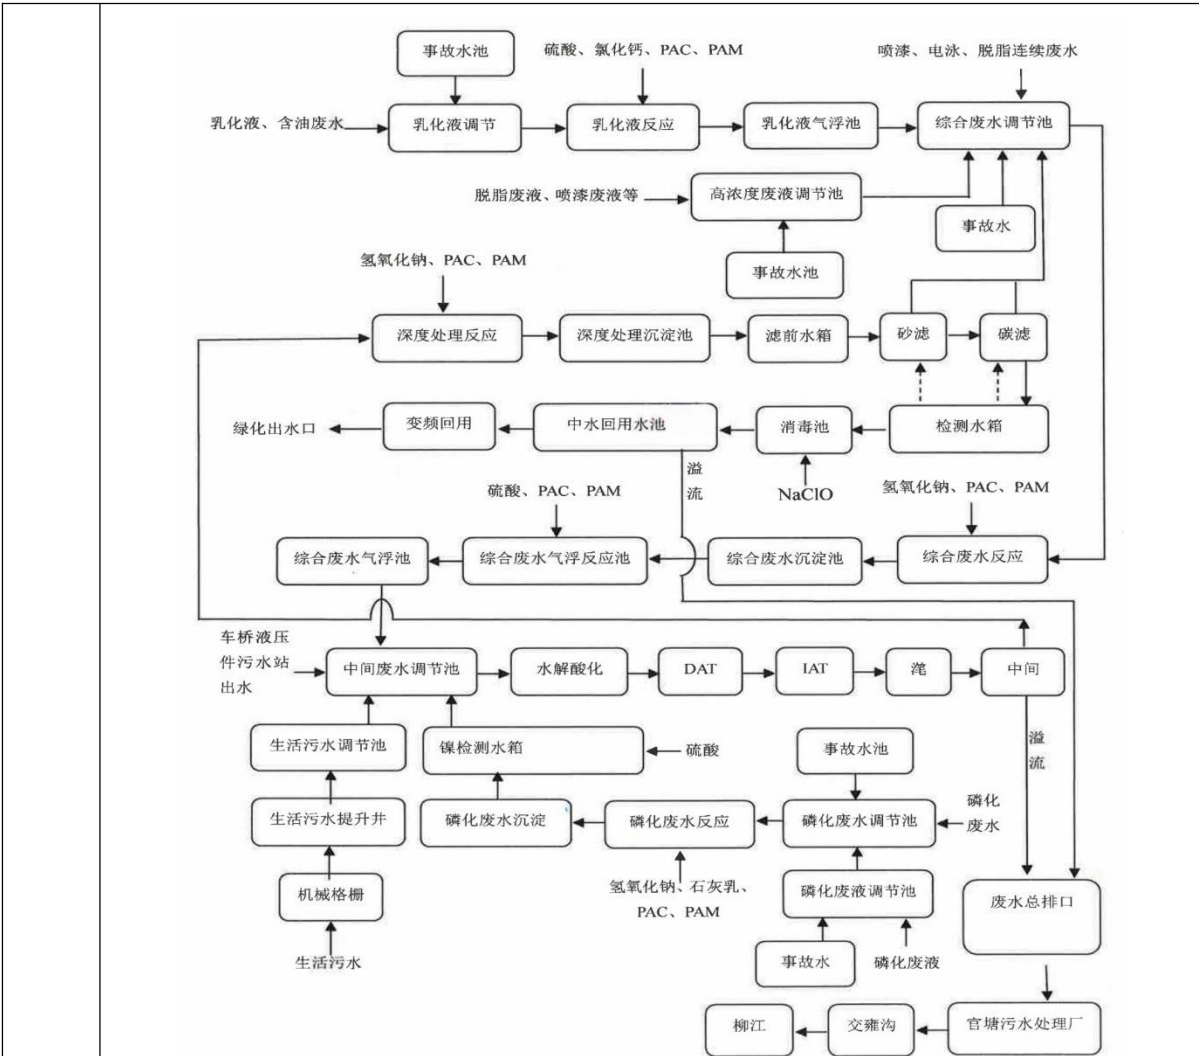 事故水池
硫酸、氯化钙、PAC、PAM
喷漆、电泳、脱脂连续废水
乳化液、含油废水
乳化液调节
乳化液反应
乳化液气浮池
综合废水调节池
脱脂废液、喷漆废液等
高浓度废液调节池
事故水
事故水池
氢氧化钠、PAC、PAM
深度处理反应
深度处理沉淀池
滤前水箱
砂滤
碳滤
绿化出水口
变频回用
中水回用水池
消毒池
检测水箱
溢
流
NaClO
硫酸、PAC、PAM
氢氧化钠、PAC、PAM
综合废水气浮池
综合废水气浮反应池
综合废水沉淀池
综合废水反应
车桥液压
件污水站
出水
中间废水调节池
水解酸化
DAT
IAT
滗
中间
生活污水调节池
镍检测水箱
硫酸
事故水池
溢
流
生活污水提升井
磷化废水沉淀
磷化废水反应
磷化废水调节池
磷化
废水
机械格栅
氢氧化钠、石灰乳、
PAC、PAM
磷化废液调节池
废水总排口
生活污水
事故水
磷化废液
柳江
交雍沟
官塘污水处理厂